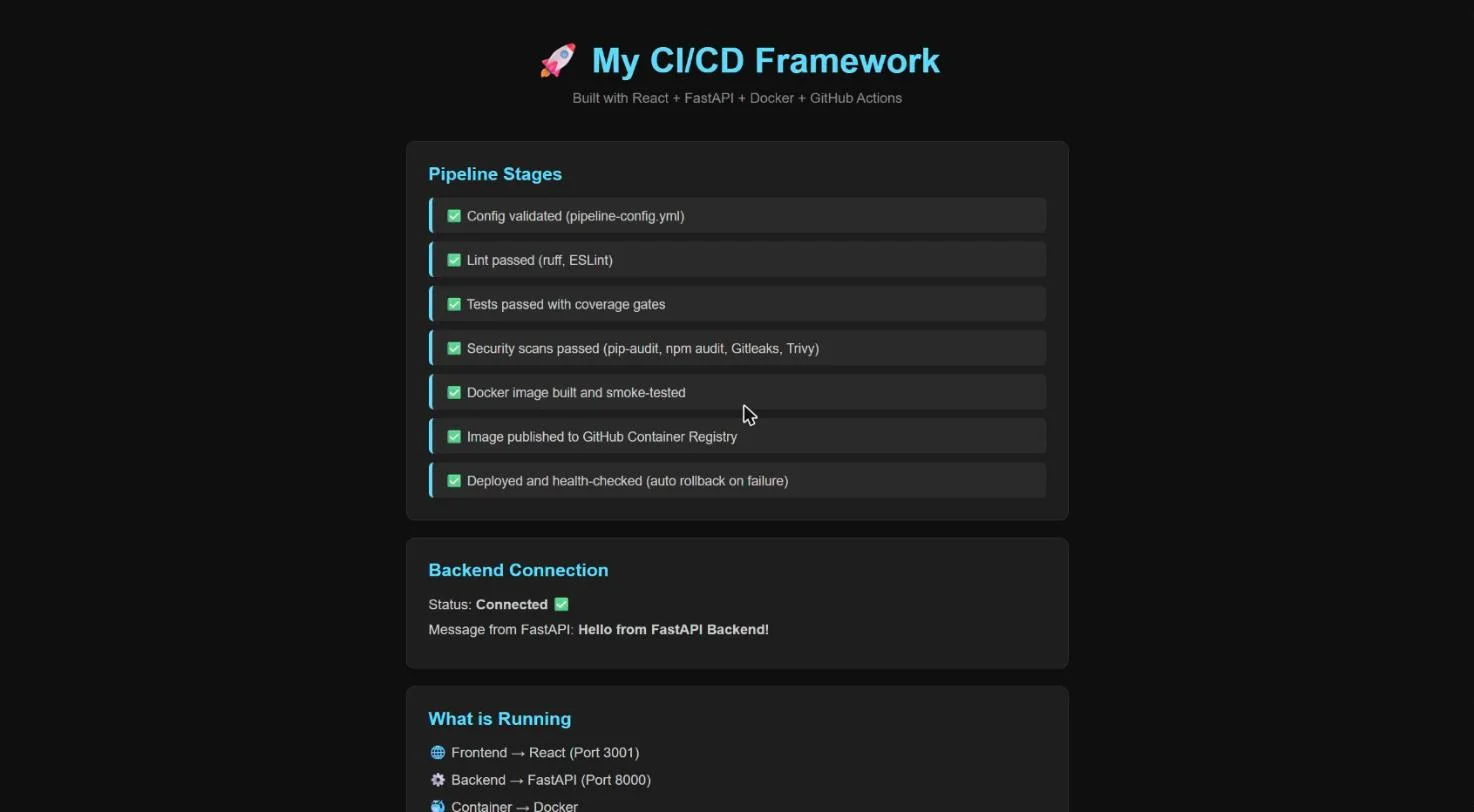 🚀 My CI/CD Framework
Built with React + FastAPI + Docker + GitHub Actions
Pipeline Stages
✅ Config validated (pipeline-config.yml)
✅ Lint passed (ruff, ESLint)
✅ Tests passed with coverage gates
✅ Security scans passed (pip-audit, npm audit, Gitleaks, Trivy)
✅ Docker image built and smoke-tested
✅ Image published to GitHub Container Registry
✅ Deployed and health-checked (auto rollback on failure)
Backend Connection
Status: Connected ✅
Message from FastAPI: Hello from FastAPI Backend!
What is Running
🌐 Frontend → React (Port 3001)
⚙️ Backend → FastAPI (Port 8000)
🐳 Container → Docker